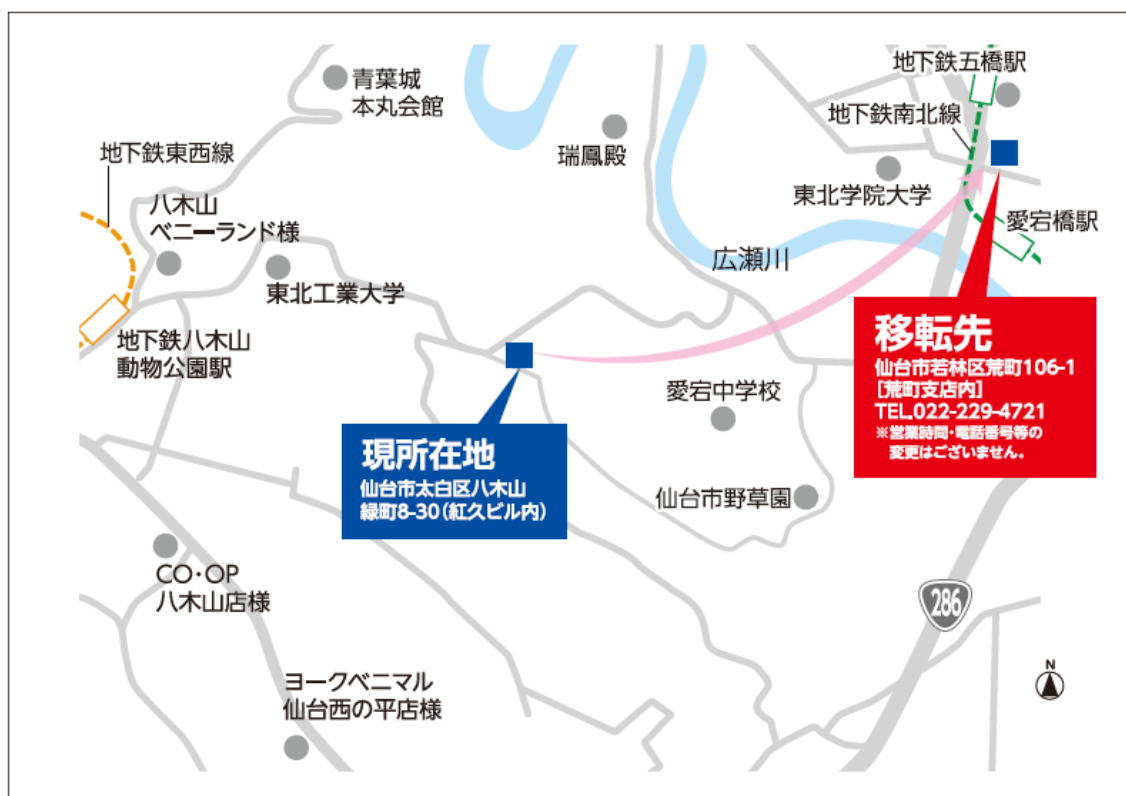 地下鉄五橋駅
青葉城
本丸会館
地下鉄南北線
瑞鳳殿
地下鉄東西線
東北学院大学
八木山
ベニーランド様
愛宕橋駅
広瀬川
東北工業大学
移転先
仙台市若林区荒町106-1
[荒町支店内]
TEL.022-229-4721
※営業時間・電話番号等の
変更はございません。
地下鉄八木山
動物公園駅
愛宕中学校
現所在地
仙台市太白区八木山
緑町8-30(紅久ビル内)
仙台市野草園
CO・OP
八木山店様
286
N
ヨークベニマル
仙台西の平店様